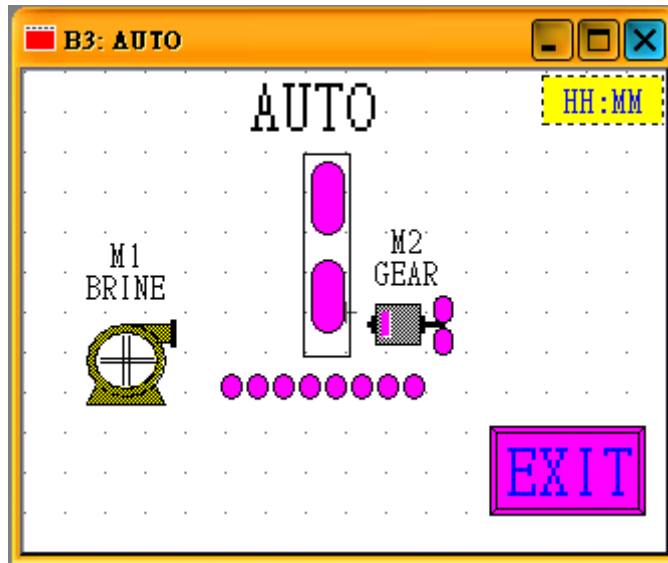 B3: AUTO
HH:MM
AUTO
M1
BRINE
M2
GEAR
EXIT